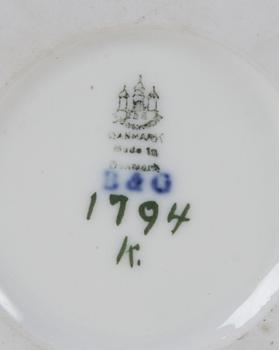 DANMARK
Made in
Denmark
B&G
1794
K.